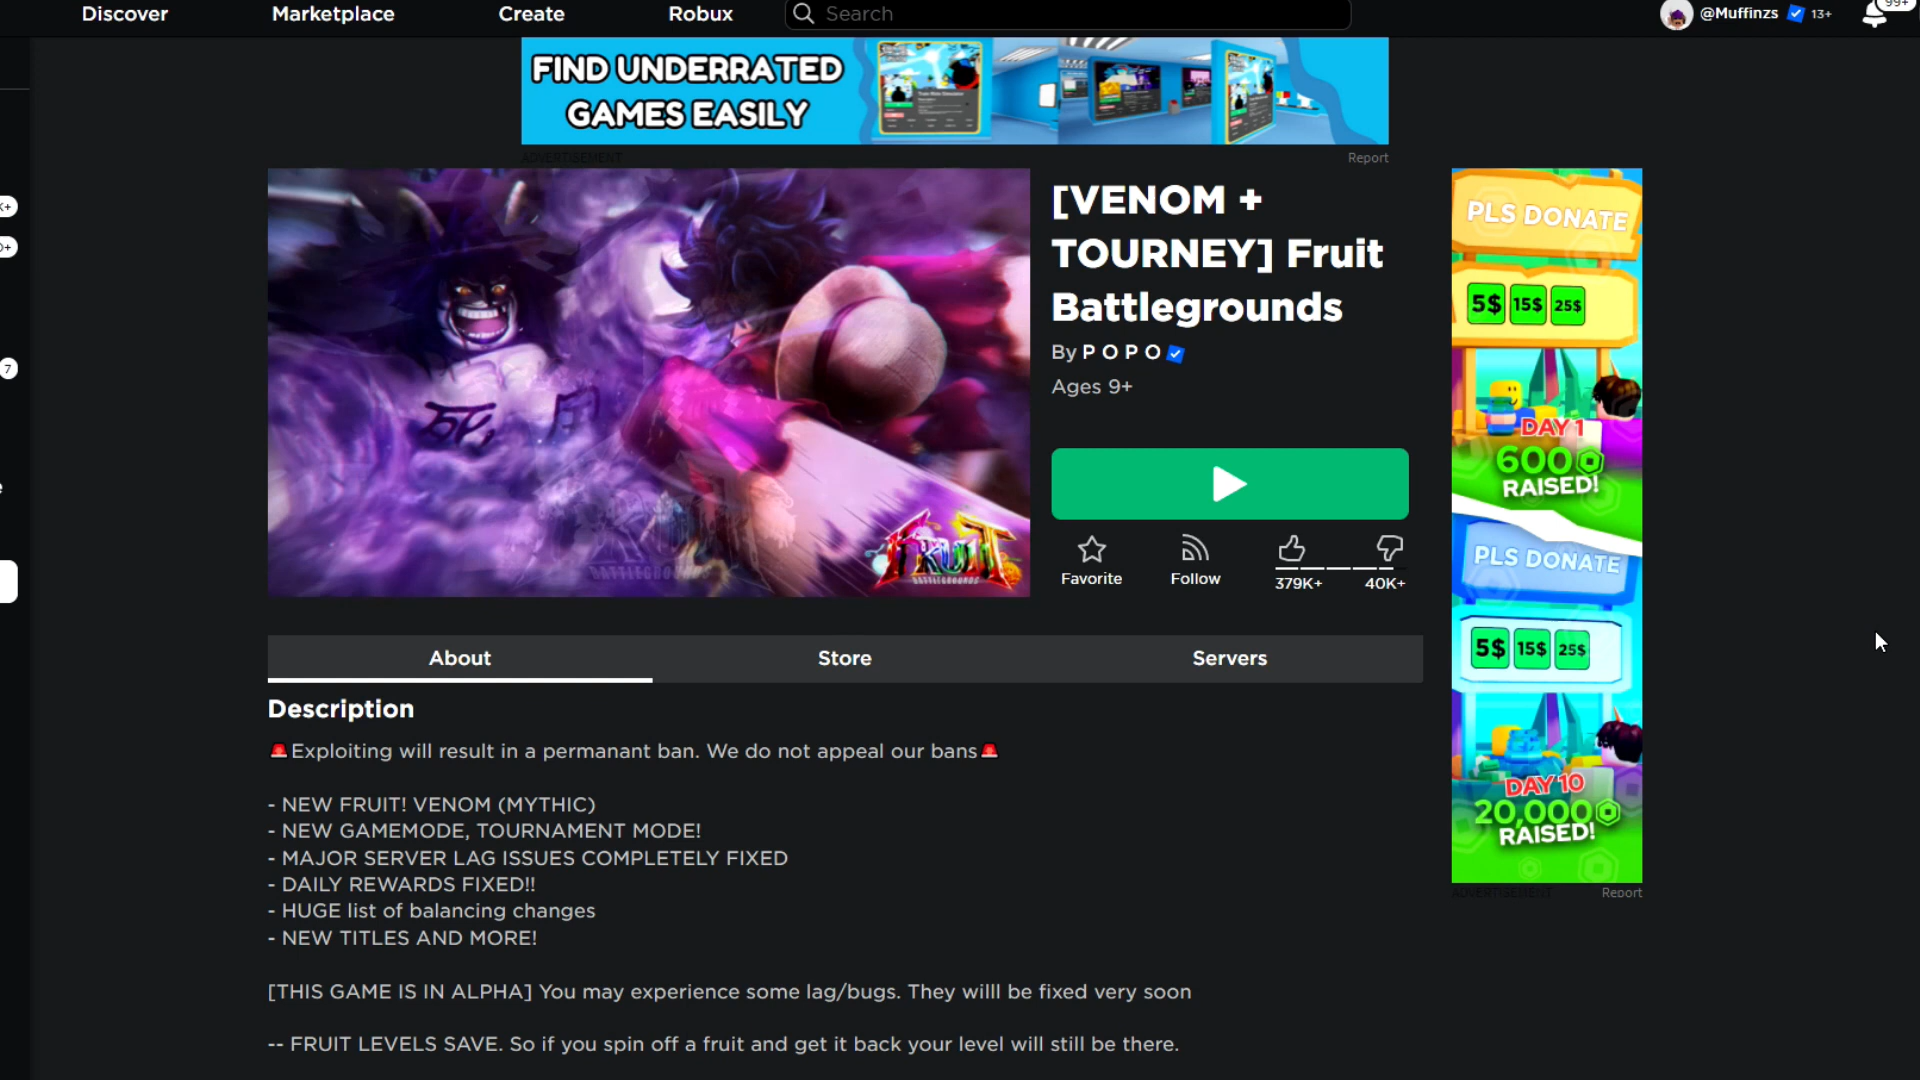 Discover
Marketplace
Create
Robux
Search
@Muffinzs
13+
99+
FIND UNDERRATED
GAMES EASILY
ADVERTISEMENT
Report
[VENOM +
TOURNEY] Fruit
Battlegrounds
By P O P O
Ages 9+
Favorite
Follow
379K+
40K+
FRUIT
BATTLEGROUNDS
7
PLS DONATE
5$ 15$ 25$
DAY 1
600
RAISED!
PLS DONATE
5$ 15$ 25$
DAY 10
20,000
RAISED!
ADVERTISEMENT
Report
About
Store
Servers
Description
🚨Exploiting will result in a permanant ban. We do not appeal our bans🚨
- NEW FRUIT! VENOM (MYTHIC)
- NEW GAMEMODE, TOURNAMENT MODE!
- MAJOR SERVER LAG ISSUES COMPLETELY FIXED
- DAILY REWARDS FIXED!!
- HUGE list of balancing changes
- NEW TITLES AND MORE!
[THIS GAME IS IN ALPHA] You may experience some lag/bugs. They willl be fixed very soon
-- FRUIT LEVELS SAVE. So if you spin off a fruit and get it back your level will still be there.